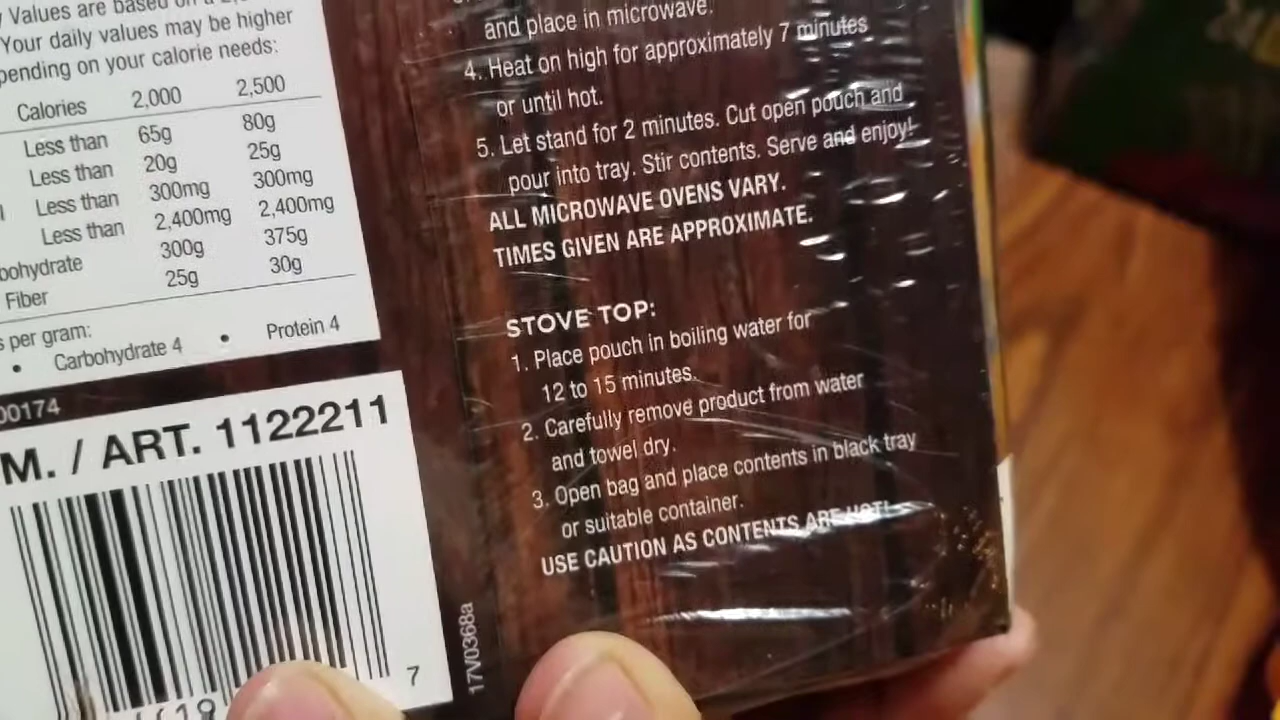 Values are based on a 2,
Your daily values may be higher
pending on your calorie needs:
Calories 2,000 2,500
Less than 65g 80g
Less than 20g 25g
Less than 300mg 300mg
Less than 2,400mg 2,400mg
bohydrate 300g 375g
Fiber 25g 30g
s per gram:
• Carbohydrate 4 • Protein 4
00174
M. / ART. 1122211
7
17V0368a
and place in microwave.
4. Heat on high for approximately 7 minutes
or until hot.
5. Let stand for 2 minutes. Cut open pouch and
pour into tray. Stir contents. Serve and enjoy!
ALL MICROWAVE OVENS VARY.
TIMES GIVEN ARE APPROXIMATE.
STOVE TOP:
1. Place pouch in boiling water for
12 to 15 minutes.
2. Carefully remove product from water
and towel dry.
3. Open bag and place contents in black tray
or suitable container.
USE CAUTION AS CONTENTS ARE HOT!